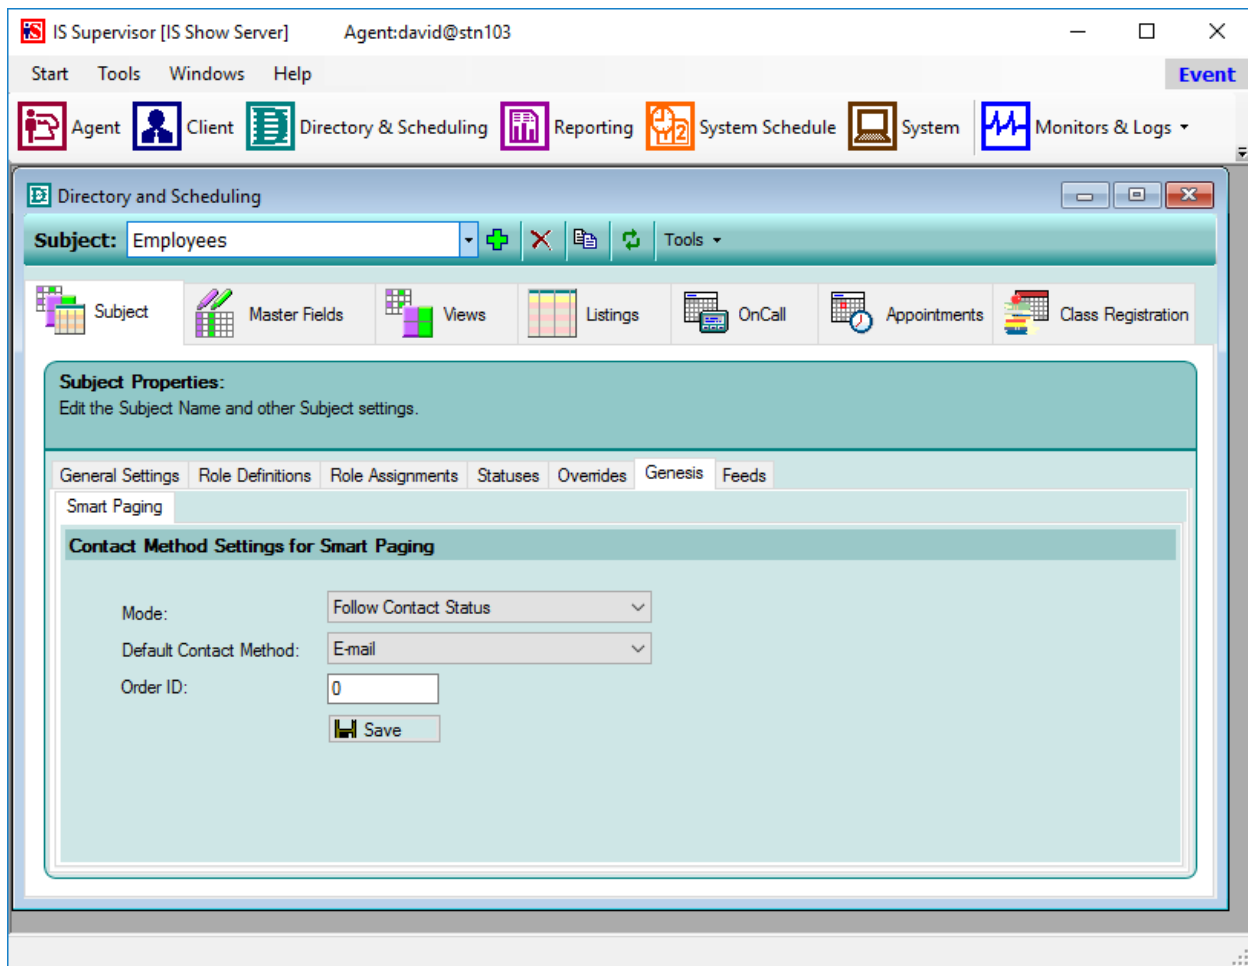 IS Supervisor [IS Show Server] Agent:david@stn103
Start Tools Windows Help Event
Agent Client Directory & Scheduling Reporting System Schedule System Monitors & Logs
Directory and Scheduling
Subject: Employees Tools
Subject Master Fields Views Listings OnCall Appointments Class Registration
Subject Properties:
Edit the Subject Name and other Subject settings.
General Settings Role Definitions Role Assignments Statuses Overrides Genesis Feeds
Smart Paging
Contact Method Settings for Smart Paging
Mode: Follow Contact Status
Default Contact Method: E-mail
Order ID: 0
Save